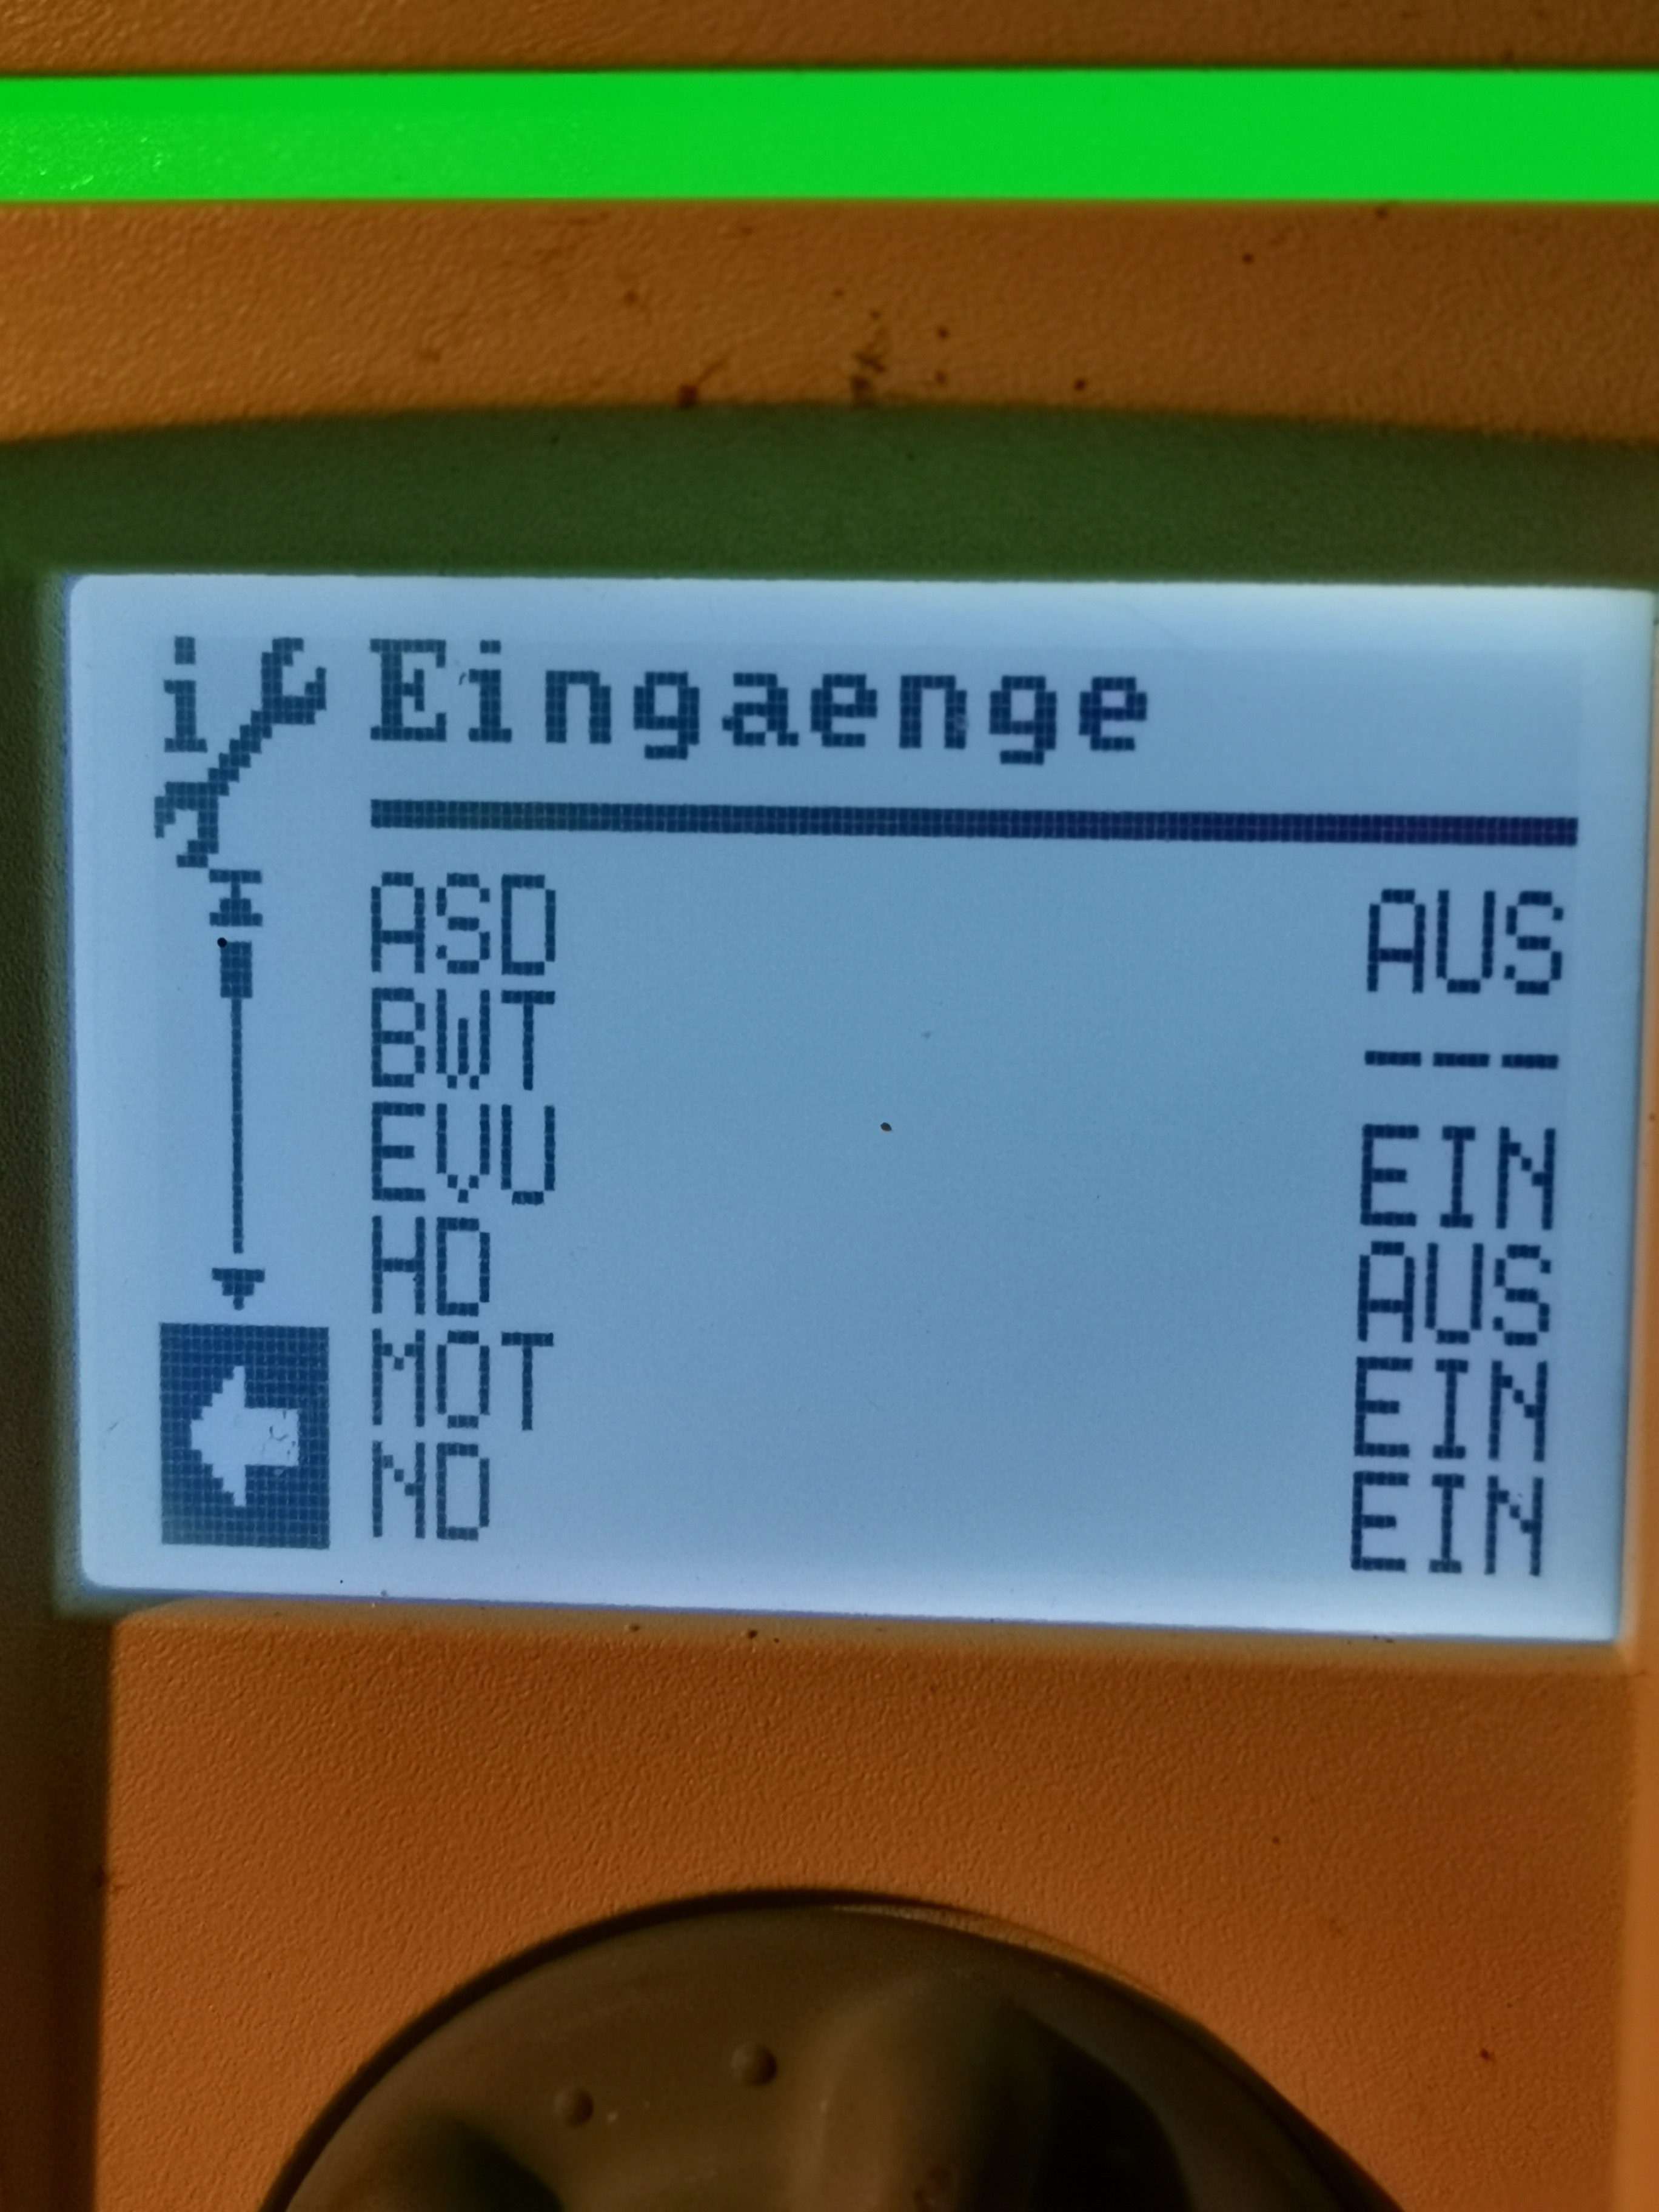 i Eingaenge
ASD AUS
BWT ---
EVU EIN
HD AUS
MOT EIN
ND EIN